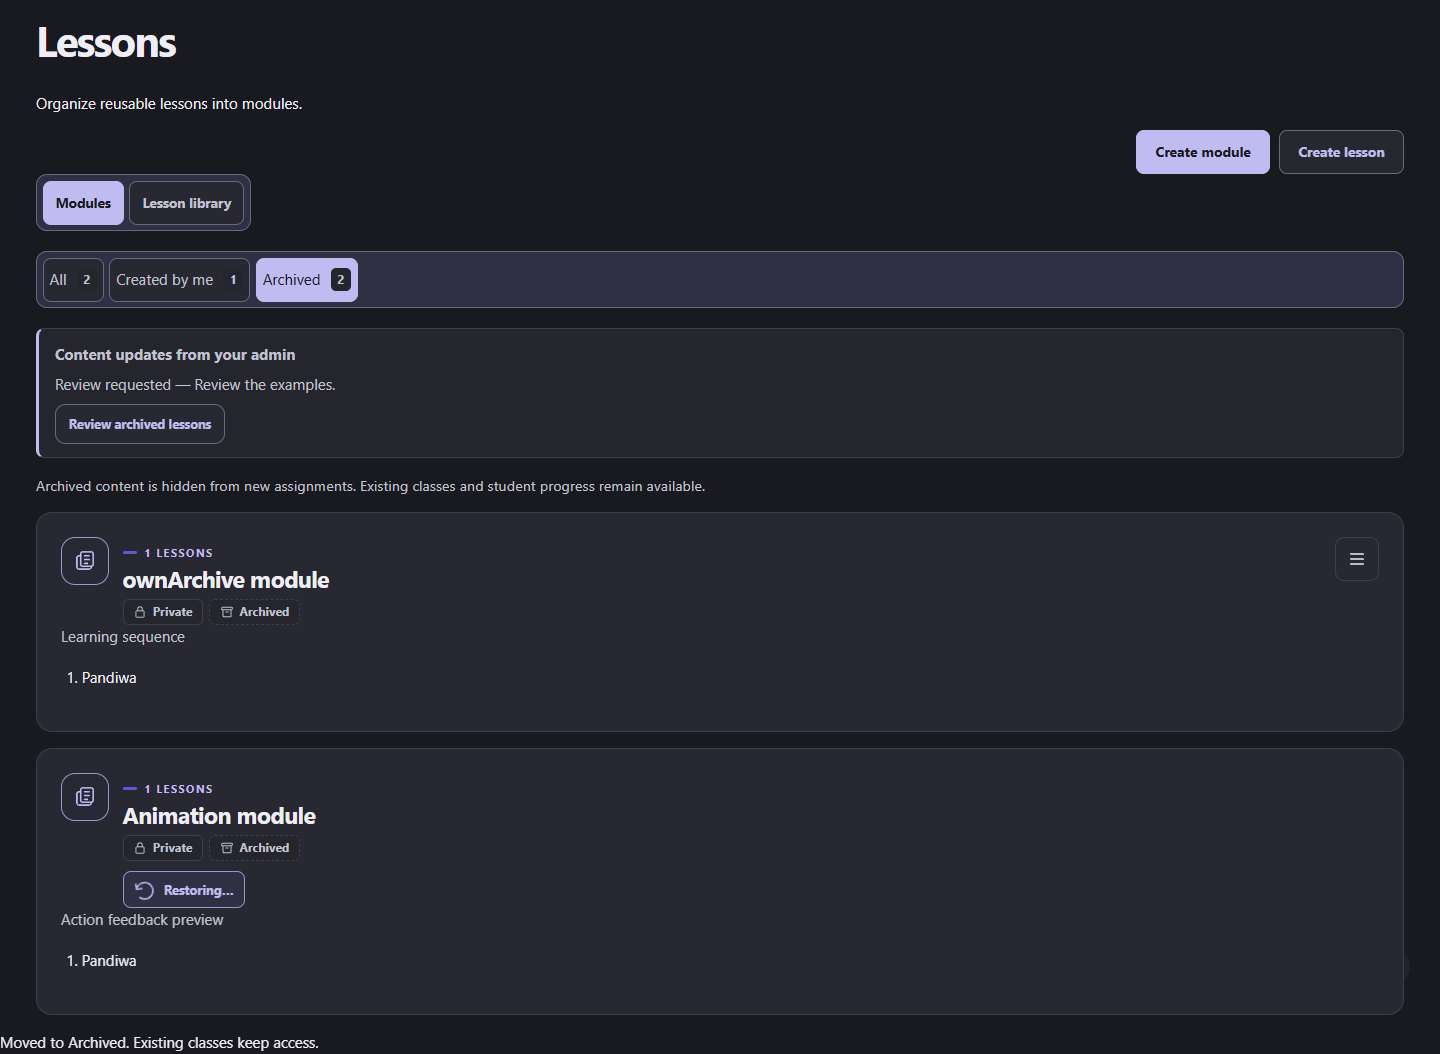 Lessons
Organize reusable lessons into modules.
Create module
Create lesson
Modules
Lesson library
All 2
Created by me 1
Archived 2
Content updates from your admin
Review requested — Review the examples.
Review archived lessons
Archived content is hidden from new assignments. Existing classes and student progress remain available.
1 LESSONS
ownArchive module
Private
Archived
Learning sequence
1. Pandiwa
1 LESSONS
Animation module
Private
Archived
Restoring...
Action feedback preview
1. Pandiwa
Moved to Archived. Existing classes keep access.